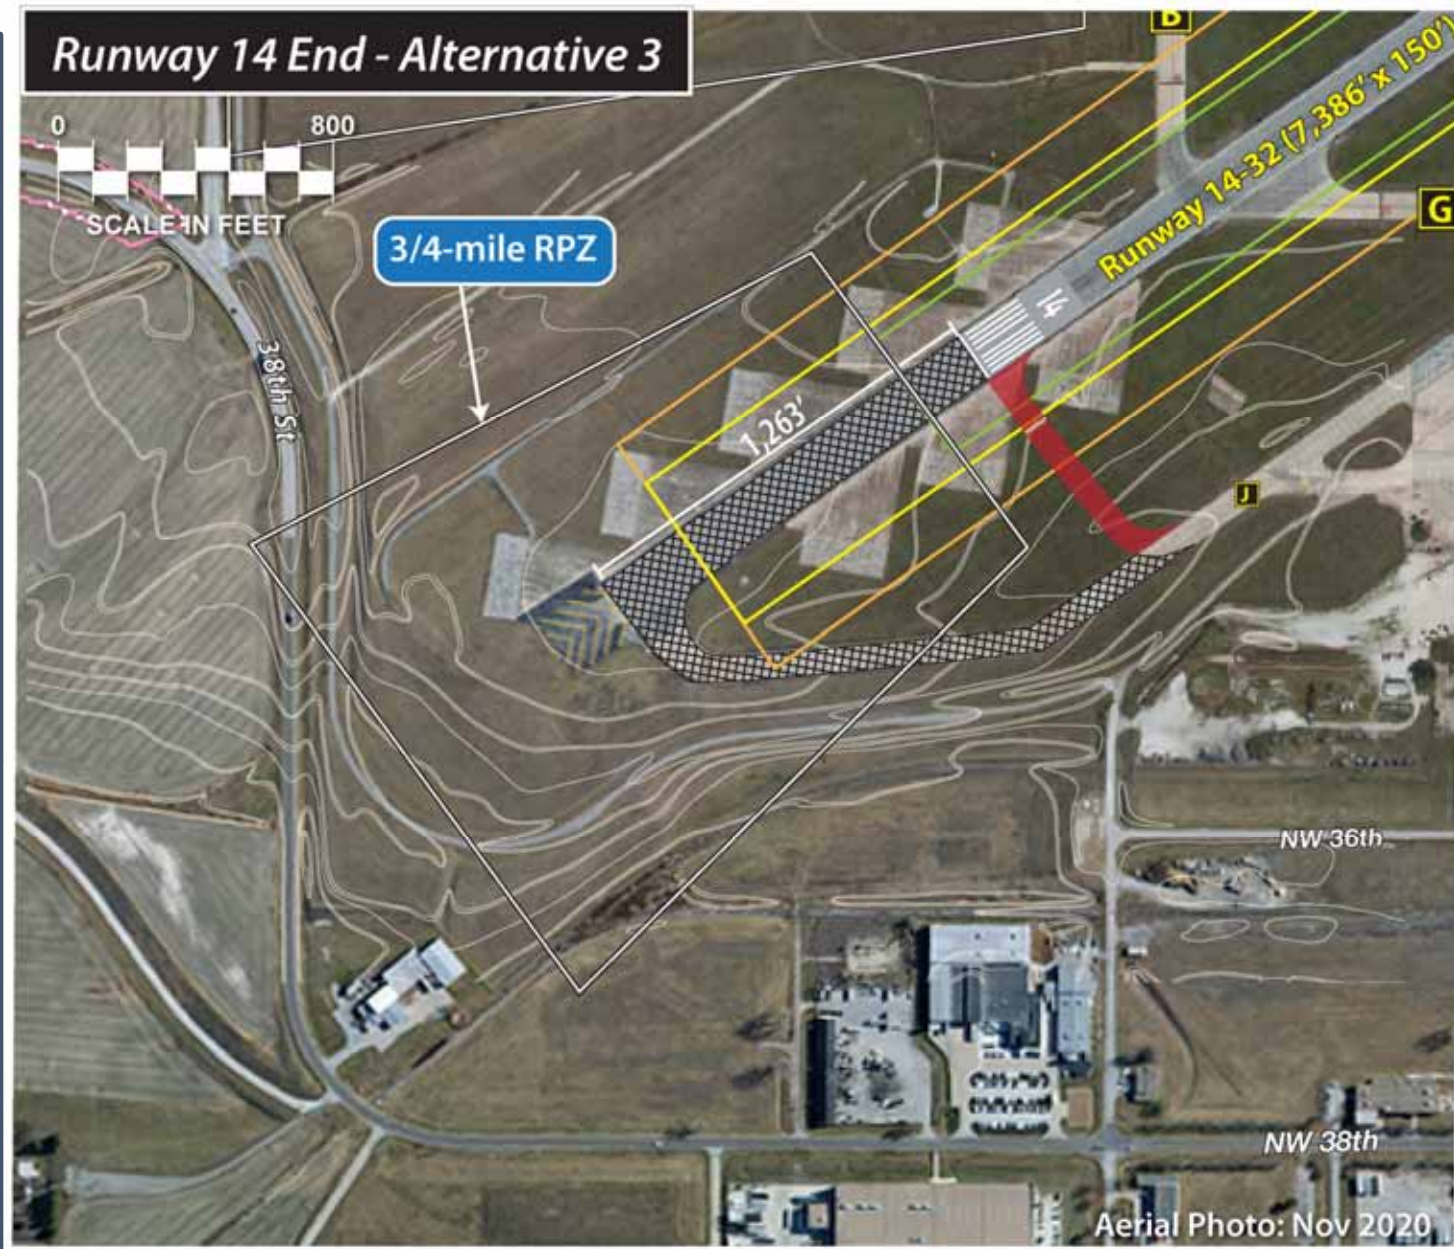 Runway 14 End - Alternative 3
B
0 800
SCALE IN FEET
3/4-mile RPZ
Runway 14-32 (7,386' x 150')
G
14
38th St
1,263'
J
NW 36th
NW 38th
Aerial Photo: Nov 2020